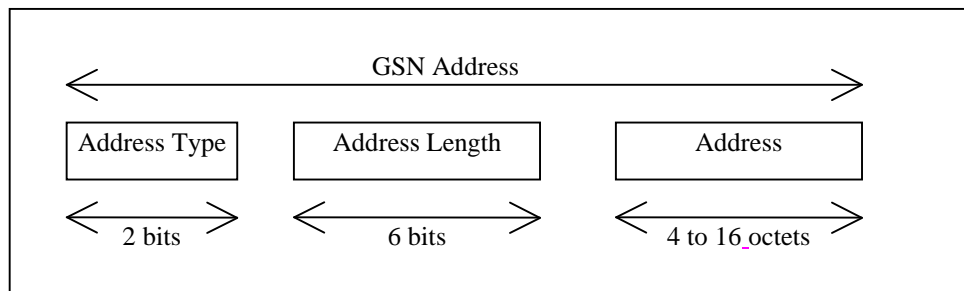 GSN Address
Address Type Address Length Address
2 bits 6 bits 4 to 16 octets